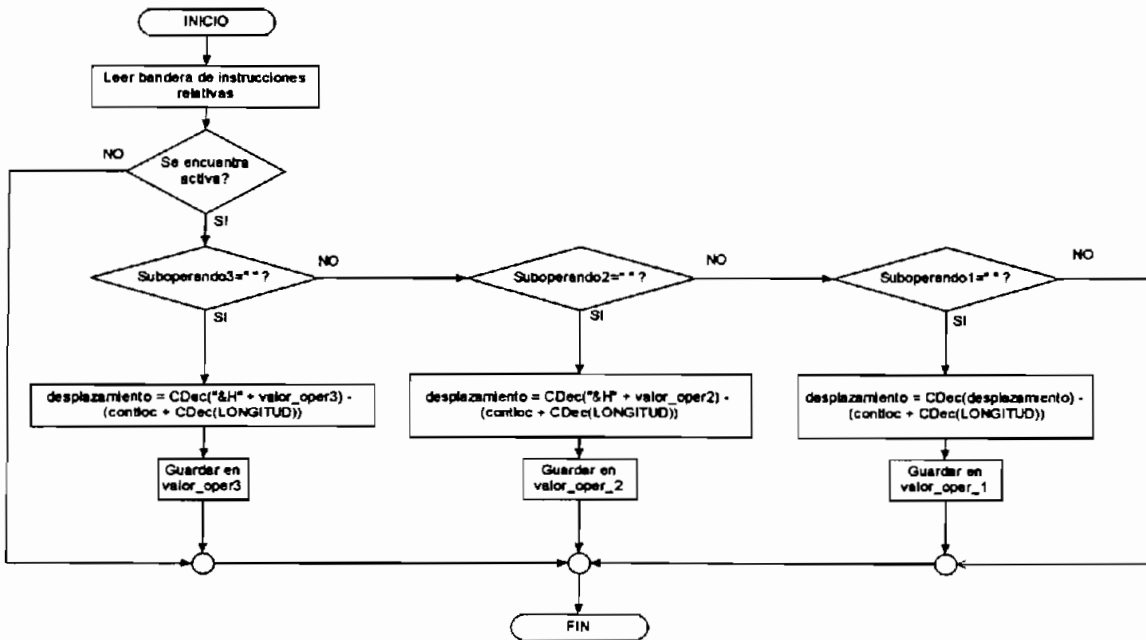 INICIO
Leer bandera de instrucciones
relativas
NO
Se encuentra
activa?
SI
Suboperando3=" " ?
NO
Suboperando2=" " ?
NO
Suboperando1=" " ?
NO
SI
SI
SI
desplazamiento = CDec("&H" + valor_oper3) -
(contloc + CDec(LONGITUD))
desplazamiento = CDec("&H" + valor_oper2) -
(contloc + CDec(LONGITUD))
desplazamiento = CDec(desplazamiento) -
(contloc + CDec(LONGITUD))
Guardar en
valor_oper3
Guardar en
valor_oper_2
Guardar en
valor_oper_1
FIN